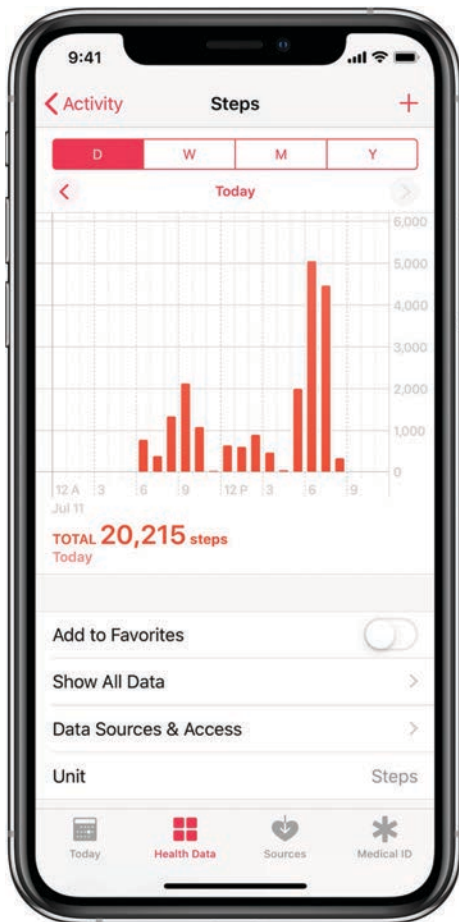 9:41
Activity
Steps
+
D W M Y
Today
6,000
5,000
4,000
3,000
2,000
1,000
0
12 A 3 6 9 12 P 3 6 9
Jul 11
TOTAL 20,215 steps
Today
Add to Favorites
Show All Data
Data Sources & Access
Unit Steps
Today Health Data Sources Medical ID